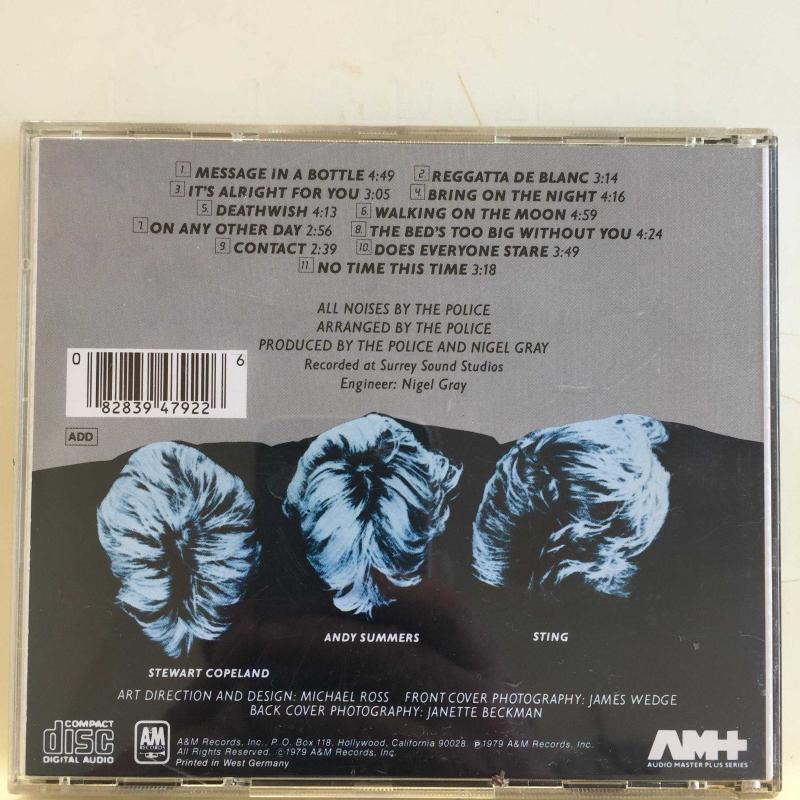 1. MESSAGE IN A BOTTLE 4:49 2. REGGATTA DE BLANC 3:14
3. IT'S ALRIGHT FOR YOU 3:05 4. BRING ON THE NIGHT 4:16
5. DEATHWISH 4:13 6. WALKING ON THE MOON 4:59
7. ON ANY OTHER DAY 2:56 8. THE BED'S TOO BIG WITHOUT YOU 4:24
9. CONTACT 2:39 10. DOES EVERYONE STARE 3:49
11. NO TIME THIS TIME 3:18
ALL NOISES BY THE POLICE
ARRANGED BY THE POLICE
PRODUCED BY THE POLICE AND NIGEL GRAY
Recorded at Surrey Sound Studios
Engineer: Nigel Gray
0 82839 47922 6
ADD
ANDY SUMMERS
STING
STEWART COPELAND
ART DIRECTION AND DESIGN: MICHAEL ROSS FRONT COVER PHOTOGRAPHY: JAMES WEDGE
BACK COVER PHOTOGRAPHY: JANETTE BECKMAN
COMPACT
disc
DIGITAL AUDIO
A&M
RECORDS
A&M Records, Inc., P. O. Box 118, Hollywood, California 90028. ℗1979 A&M Records, Inc.
All Rights Reserved. ©1979 A&M Records, Inc.
Printed in West Germany
AM+
AUDIO MASTER PLUS SERIES